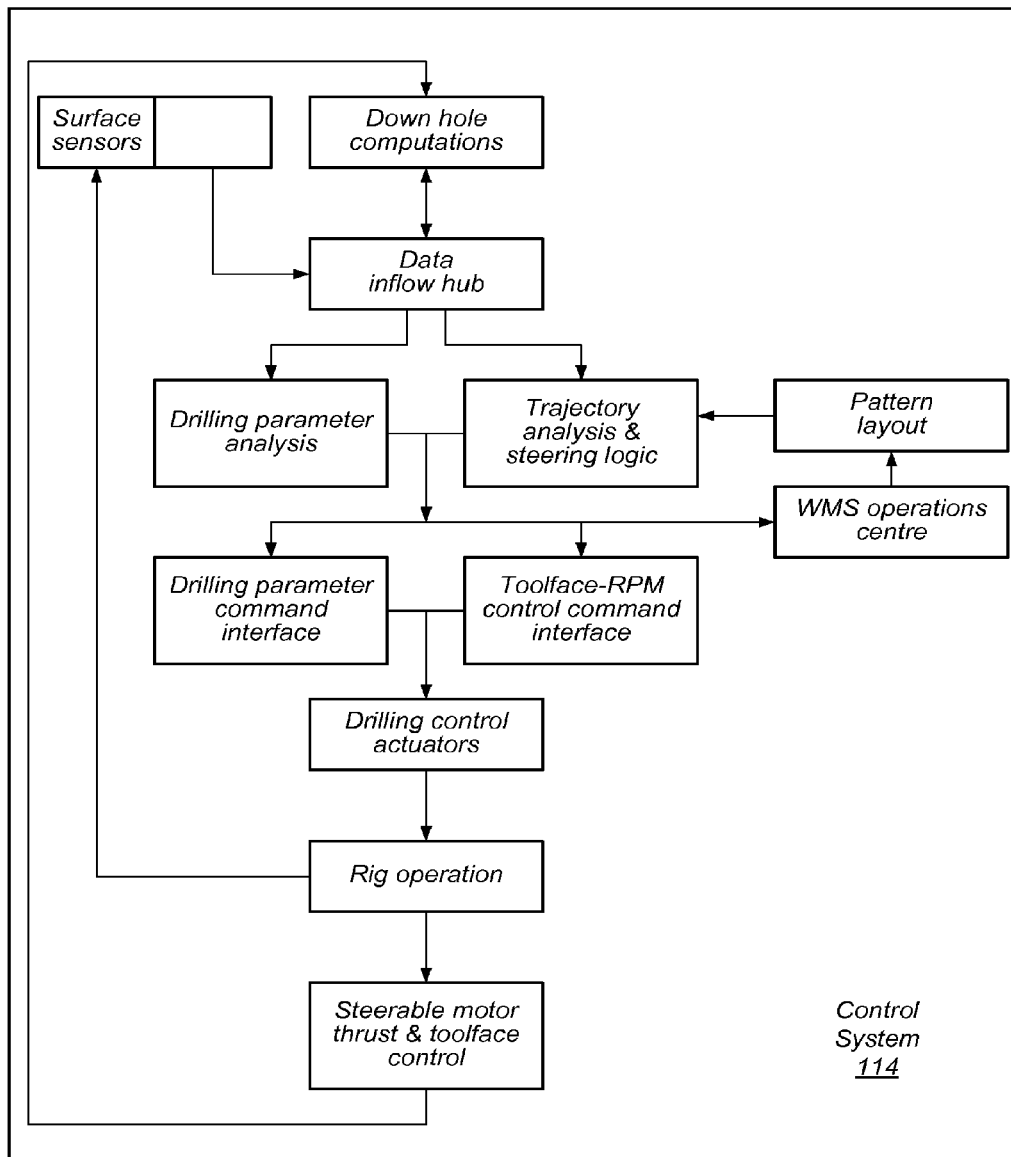 Surface
sensors
Down hole
computations
Data
inflow hub
Drilling parameter
analysis
Trajectory
analysis &
steering logic
Pattern
layout
WMS operations
centre
Drilling parameter
command
interface
Toolface-RPM
control command
interface
Drilling control
actuators
Rig operation
Steerable motor
thrust & toolface
control
Control
System
114